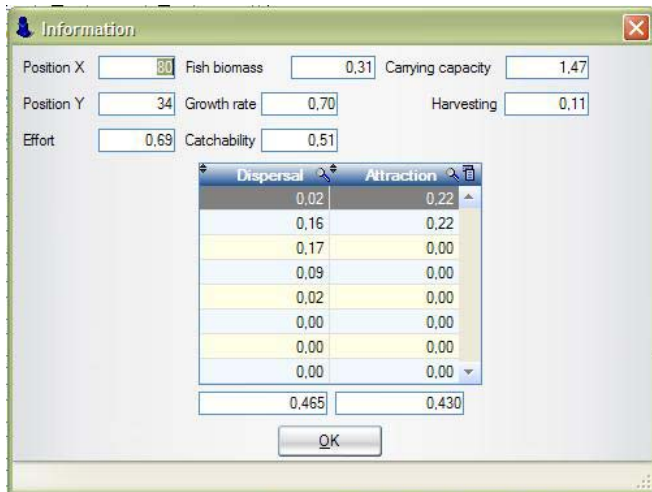 Information
Position X 80 Fish biomass 0,31 Carrying capacity 1,47
Position Y 34 Growth rate 0,70 Harvesting 0,11
Effort 0,69 Catchability 0,51
Dispersal Attraction
0,02 0,22
0,16 0,22
0,17 0,00
0,09 0,00
0,02 0,00
0,00 0,00
0,00 0,00
0,00 0,00
0,465 0,430
OK